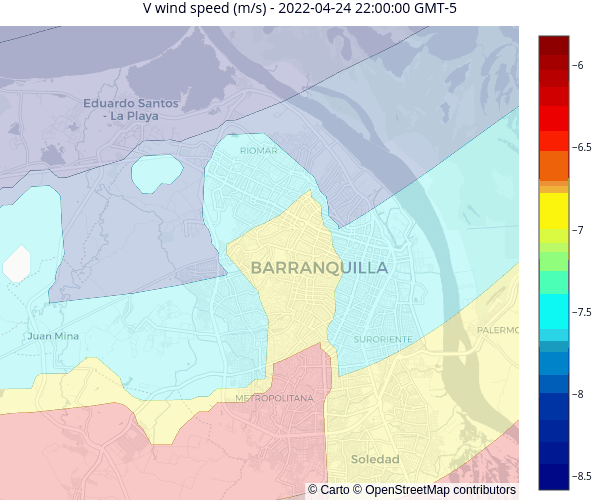 V wind speed (m/s) - 2022-04-24 22:00:00 GMT-5
−6
Eduardo Santos
- La Playa
−6.5
RIOMAR
−7
BARRANQUILLA
−7.5
PALERMO
Juan Mina
SURORIENTE
−8
METROPOLITANA
Soledad
−8.5
© Carto © OpenStreetMap contributors